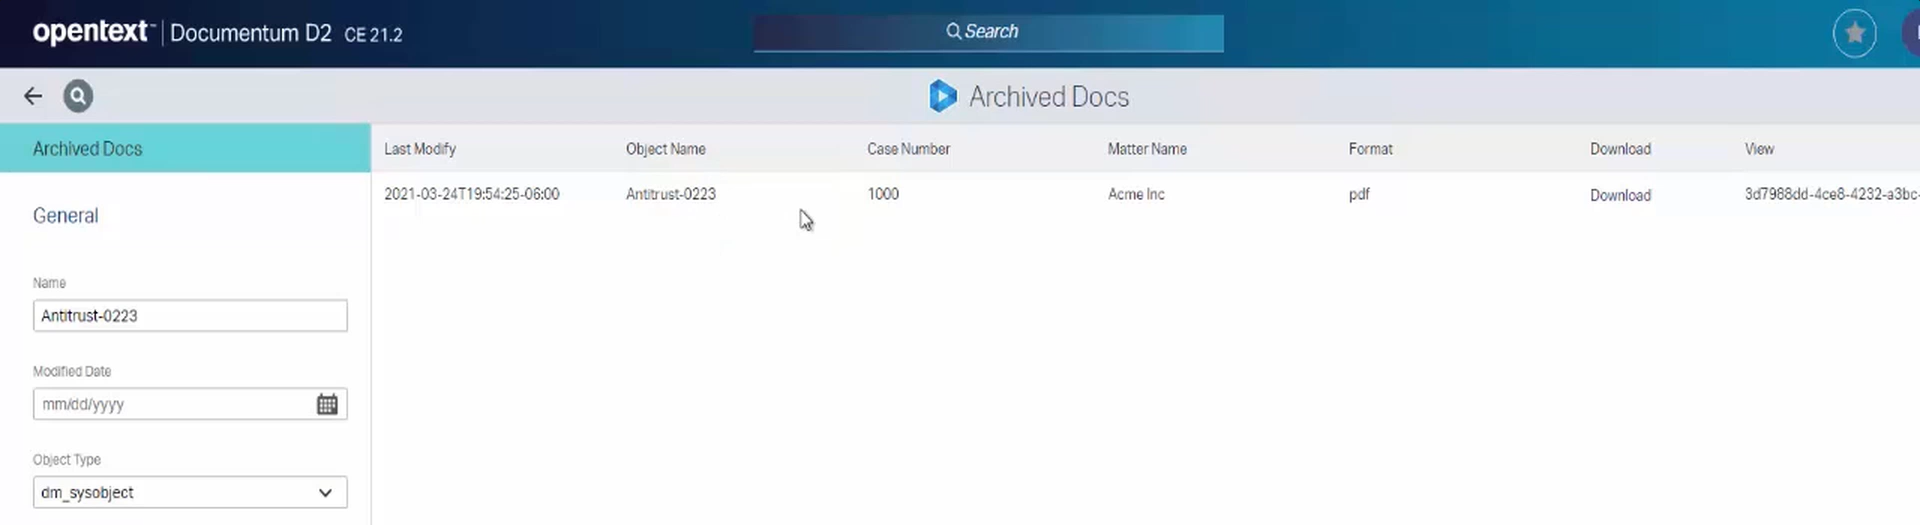 opentext™ | Documentum D2 CE 21.2
Search
Archived Docs
Archived Docs
Last Modify Object Name Case Number Matter Name Format Download View
2021-03-24T19:54:25-06:00 Antitrust-0223 1000 Acme Inc pdf Download 3d7988dd-4ce8-4232-a3bc-
General
Name
Antitrust-0223
Modified Date
mm/dd/yyyy
Object Type
dm_sysobject